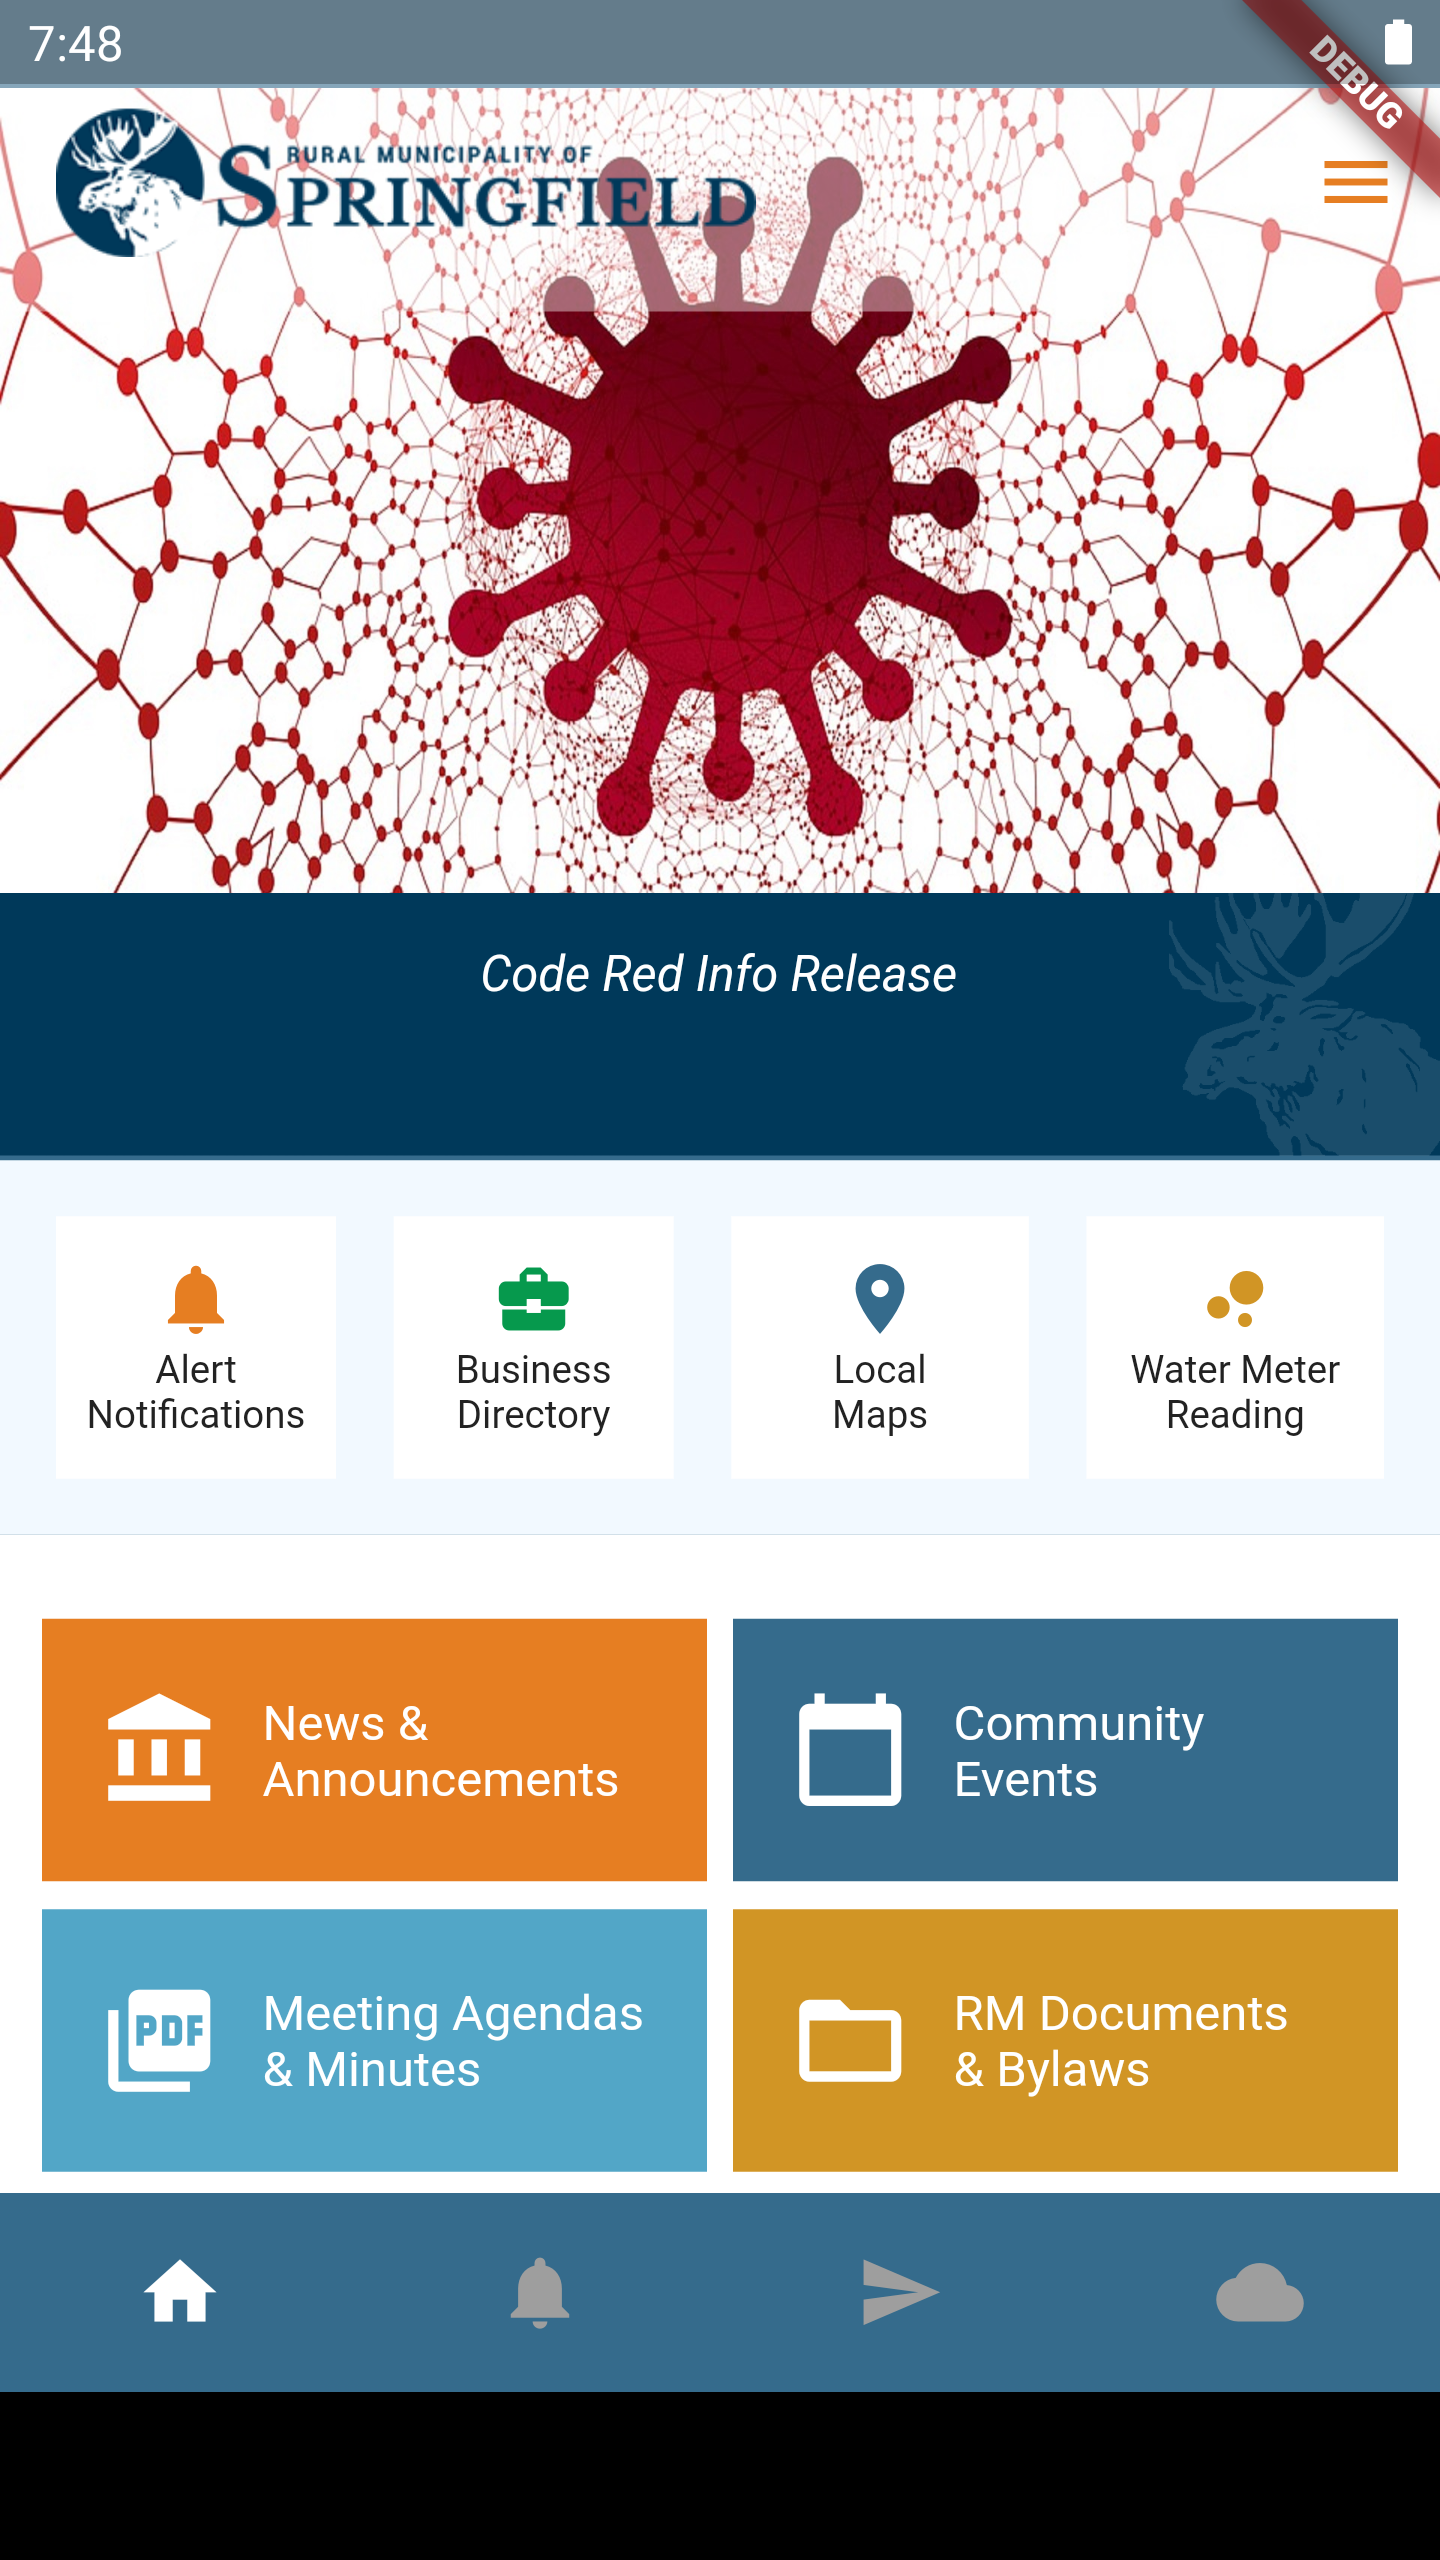 7:48
DEBUG
RURAL MUNICIPALITY OF
SPRINGFIELD
Code Red Info Release
Alert
Notifications
Business
Directory
Local
Maps
Water Meter
Reading
News &
Announcements
Community
Events
PDF
Meeting Agendas
& Minutes
RM Documents
& Bylaws